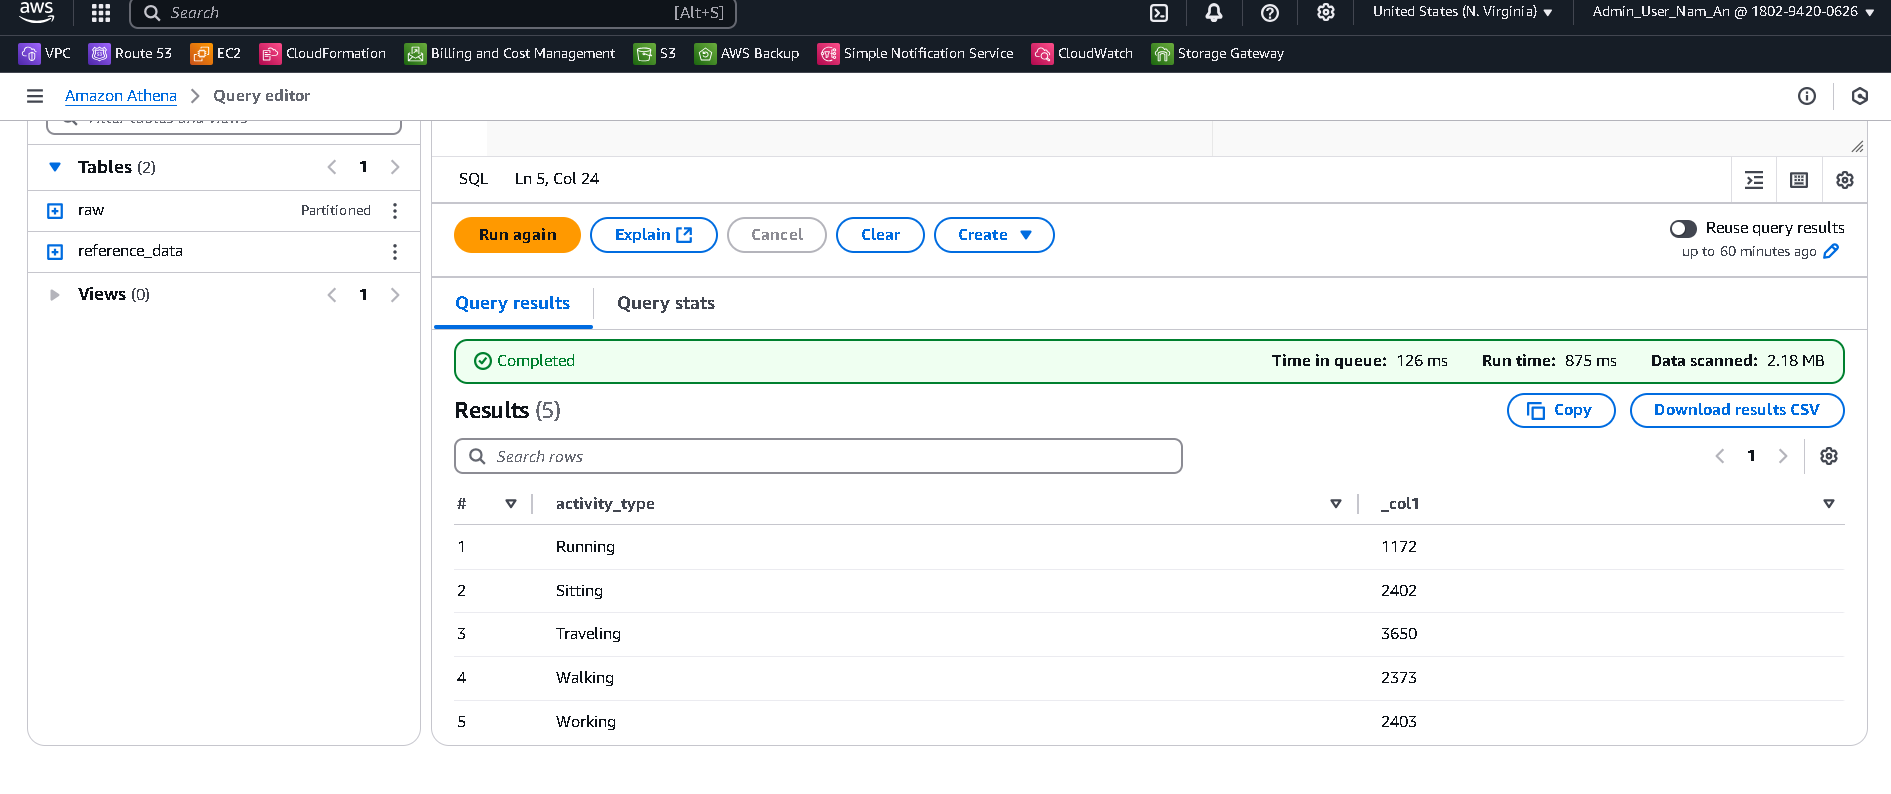 aws
Search [Alt+S]
United States (N. Virginia) Admin_User_Nam_An @ 1802-9420-0626
VPC Route 53 EC2 CloudFormation Billing and Cost Management S3 AWS Backup Simple Notification Service CloudWatch Storage Gateway
Amazon Athena Query editor
Filter tables and views
Tables (2) 1
raw Partitioned
reference_data
Views (0) 1
SQL Ln 5, Col 24
Run again Explain Cancel Clear Create
Reuse query results
up to 60 minutes ago
Query results Query stats
Completed Time in queue: 126 ms Run time: 875 ms Data scanned: 2.18 MB
Results (5) Copy Download results CSV
Search rows 1
# activity_type _col1
1 Running 1172
2 Sitting 2402
3 Traveling 3650
4 Walking 2373
5 Working 2403